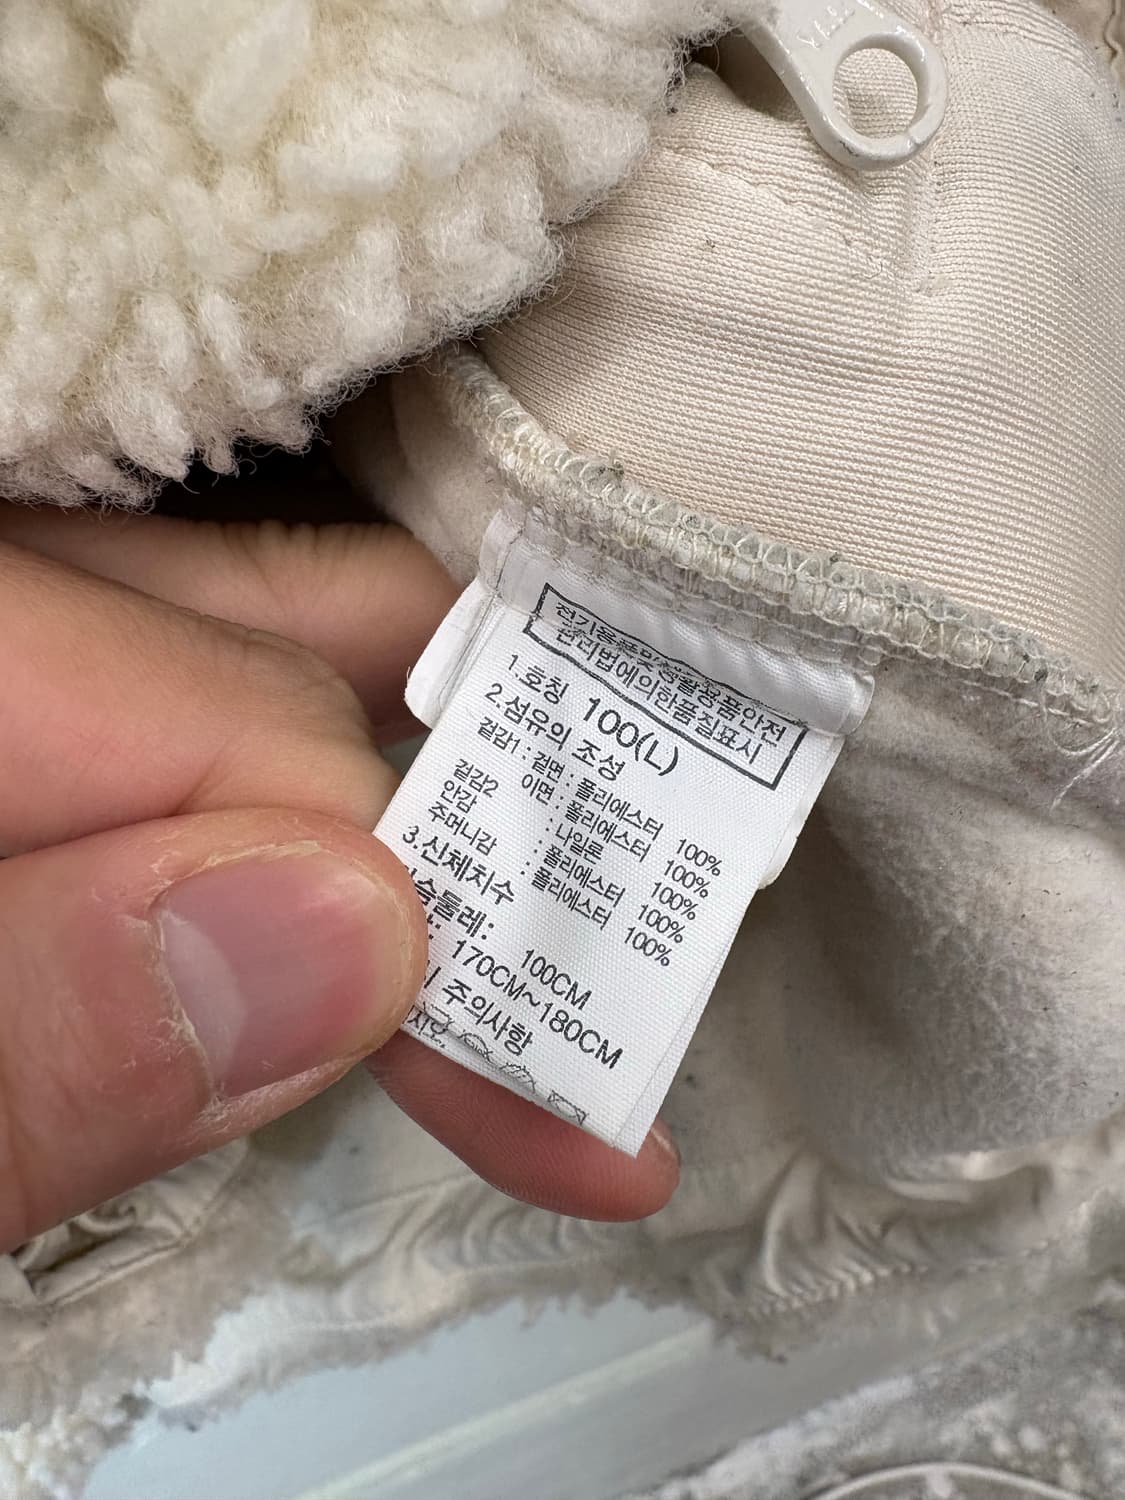 YKK
전기용품및생활용품안전
관리법에의한품질표시
1.호칭 100(L)
2.섬유의 조성
겉감1 : 겉면 : 폴리에스터 100%
이면 : 폴리에스터 100%
겉감2 : 나일론 100%
안감 : 폴리에스터 100%
주머니감 : 폴리에스터 100%
3.신체치수
슴둘레: 100CM
170CM~180CM
주의사항